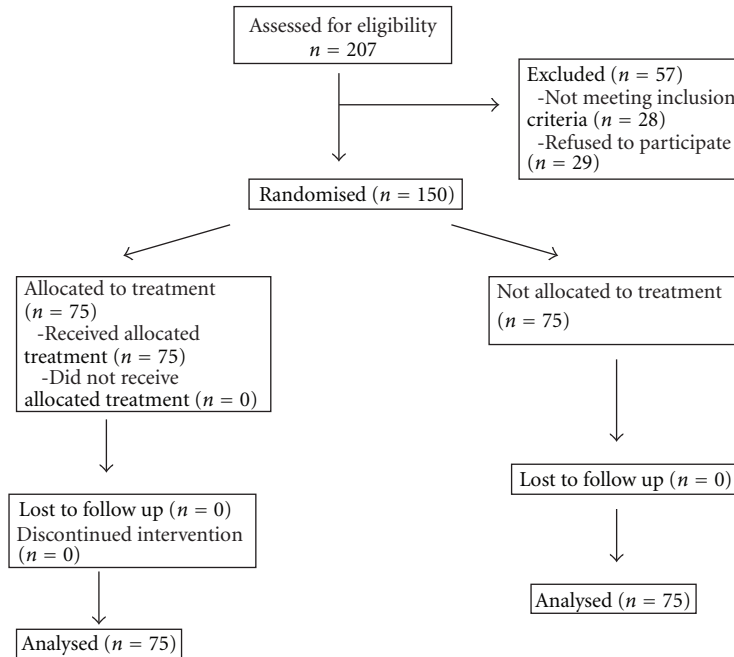 Assessed for eligibility
n = 207
Excluded (n = 57)
-Not meeting inclusion
criteria (n = 28)
-Refused to participate
(n = 29)
Randomised (n = 150)
Allocated to treatment
(n = 75)
-Received allocated
treatment (n = 75)
-Did not receive
allocated treatment (n = 0)
Not allocated to treatment
(n = 75)
Lost to follow up (n = 0)
Discontinued intervention
(n = 0)
Lost to follow up (n = 0)
Analysed (n = 75)
Analysed (n = 75)